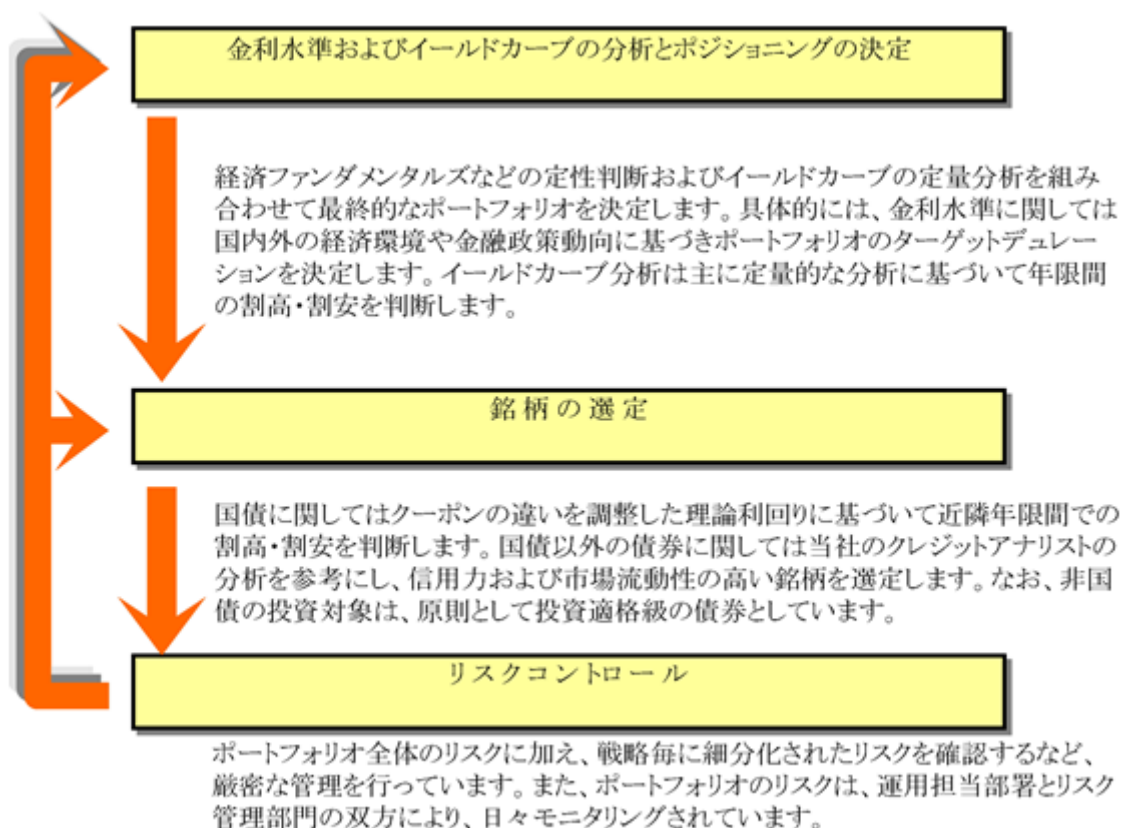 金利水準およびイールドカーブの分析とポジショニングの決定
経済ファンダメンタルズなどの定性判断およびイールドカーブの定量分析を組み
合わせて最終的なポートフォリオを決定します。具体的には、金利水準に関しては
国内外の経済環境や金融政策動向に基づきポートフォリオのターゲットデュレー
ションを決定します。イールドカーブ分析は主に定量的な分析に基づいて年限間
の割高・割安を判断します。
銘柄の選定
国債に関してはクーポンの違いを調整した理論利回りに基づいて近隣年限間での
割高・割安を判断します。国債以外の債券に関しては当社のクレジットアナリストの
分析を参考にし、信用力および市場流動性の高い銘柄を選定します。なお、非国
債の投資対象は、原則として投資適格級の債券としています。
リスクコントロール
ポートフォリオ全体のリスクに加え、戦略毎に細分化されたリスクを確認するなど、
厳密な管理を行っています。また、ポートフォリオのリスクは、運用担当部署とリスク
管理部門の双方により、日々モニタリングされています。